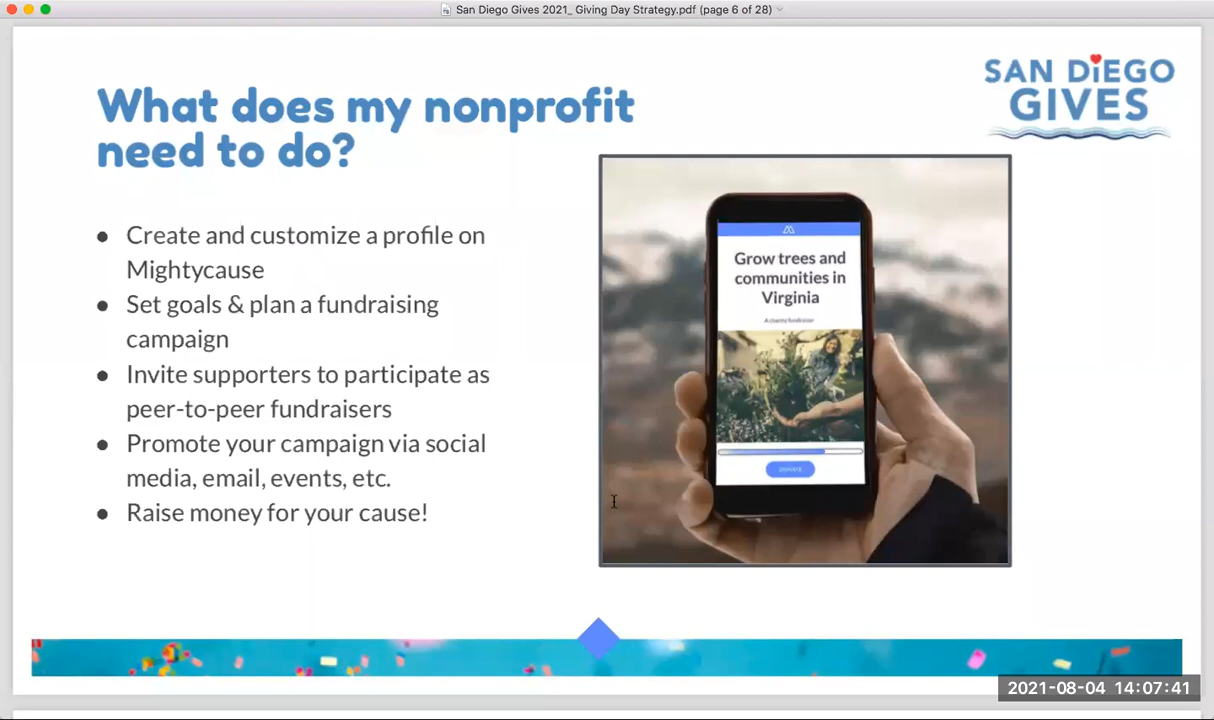 San Diego Gives 2021_ Giving Day Strategy.pdf (page 6 of 28)
SAN DiEGO
GIVES
What does my nonprofit
need to do?
● Create and customize a profile on
Mightycause
● Set goals & plan a fundraising
campaign
● Invite supporters to participate as
peer-to-peer fundraisers
● Promote your campaign via social
media, email, events, etc.
● Raise money for your cause!
Grow trees and
communities in
Virginia
A charity fundraiser
DONATE
2021-08-04 14:07:41